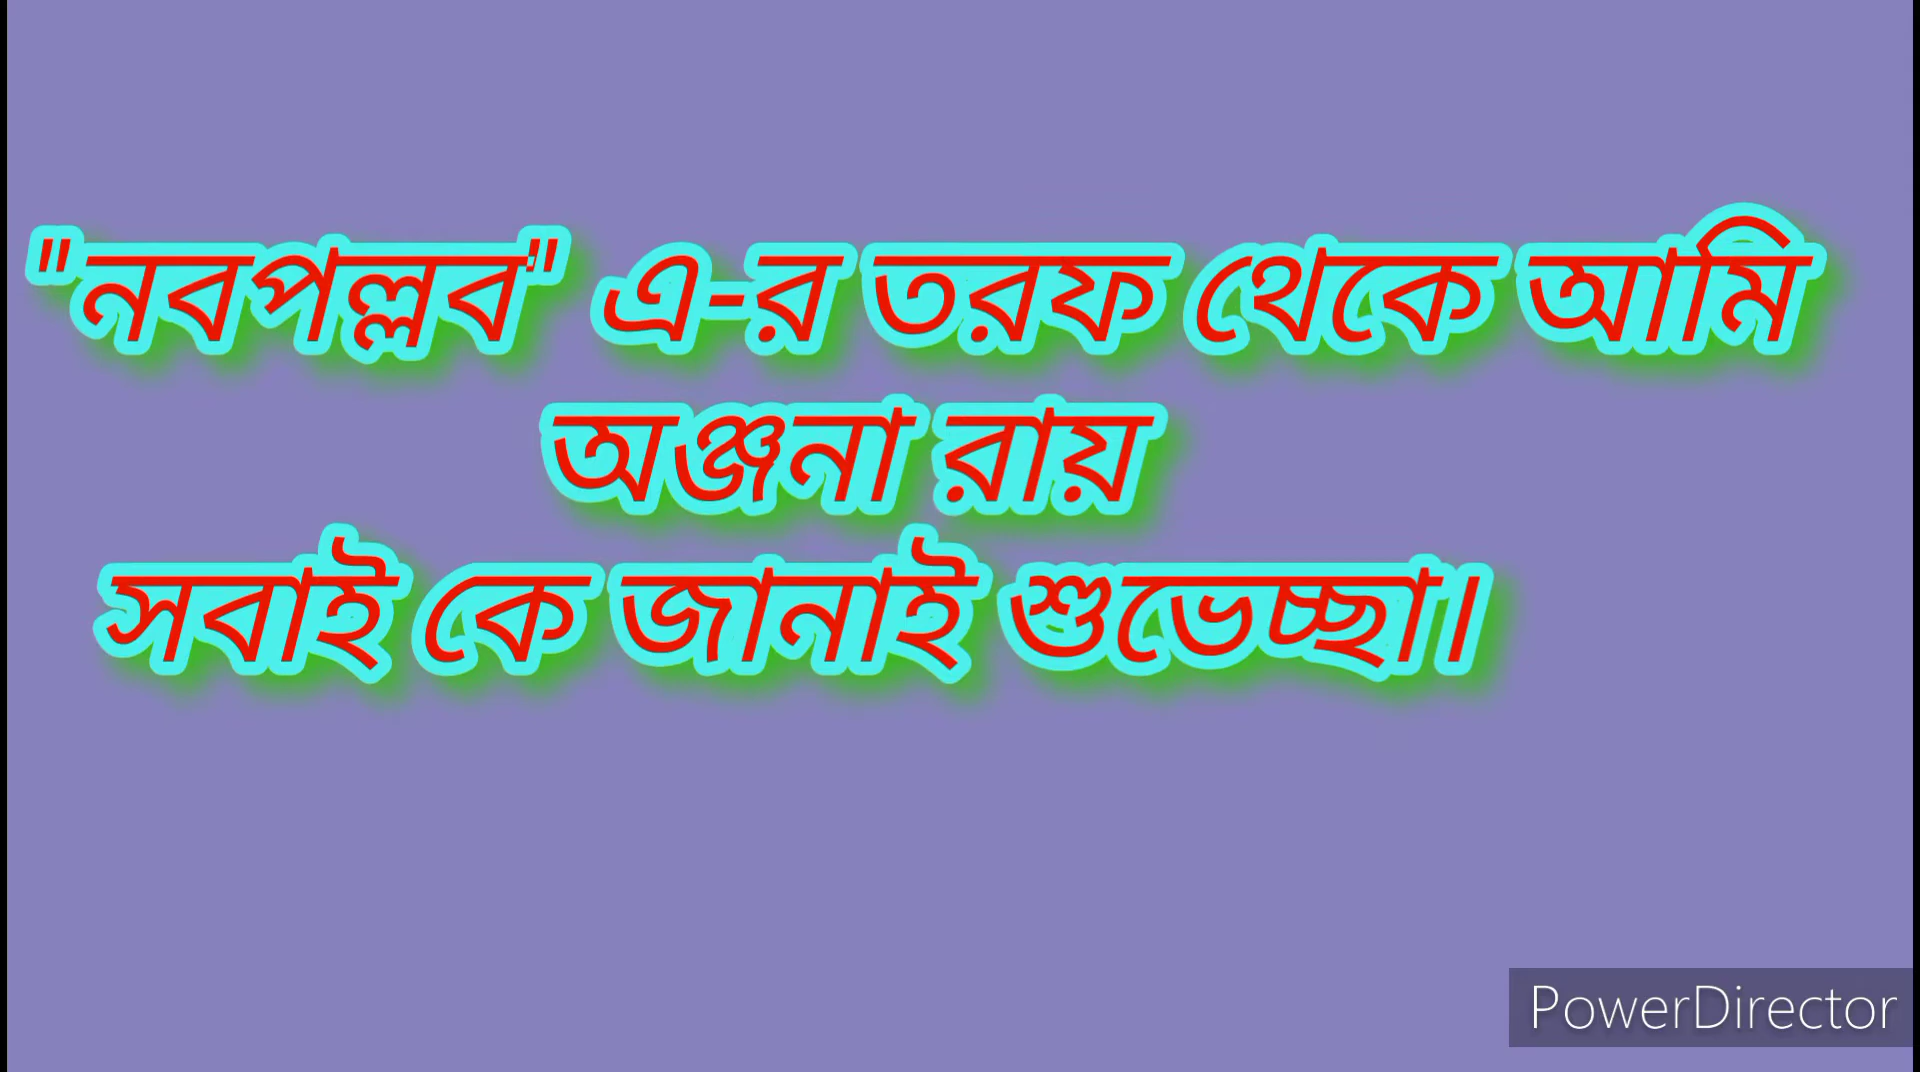 "নবপল্লব" এ-র তরফ থেকে আমি
অঞ্জনা রায়
সবাই কে জানাই শুভেচ্ছা।
PowerDirector